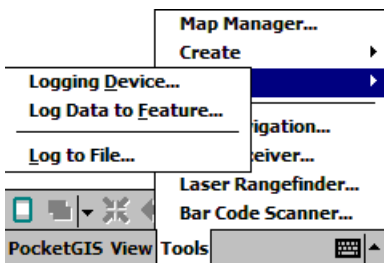 Map Manager...
Create
Logging Device...
Log Data to Feature...
Log to File...
Laser Rangefinder...
Bar Code Scanner...
PocketGIS View Tools